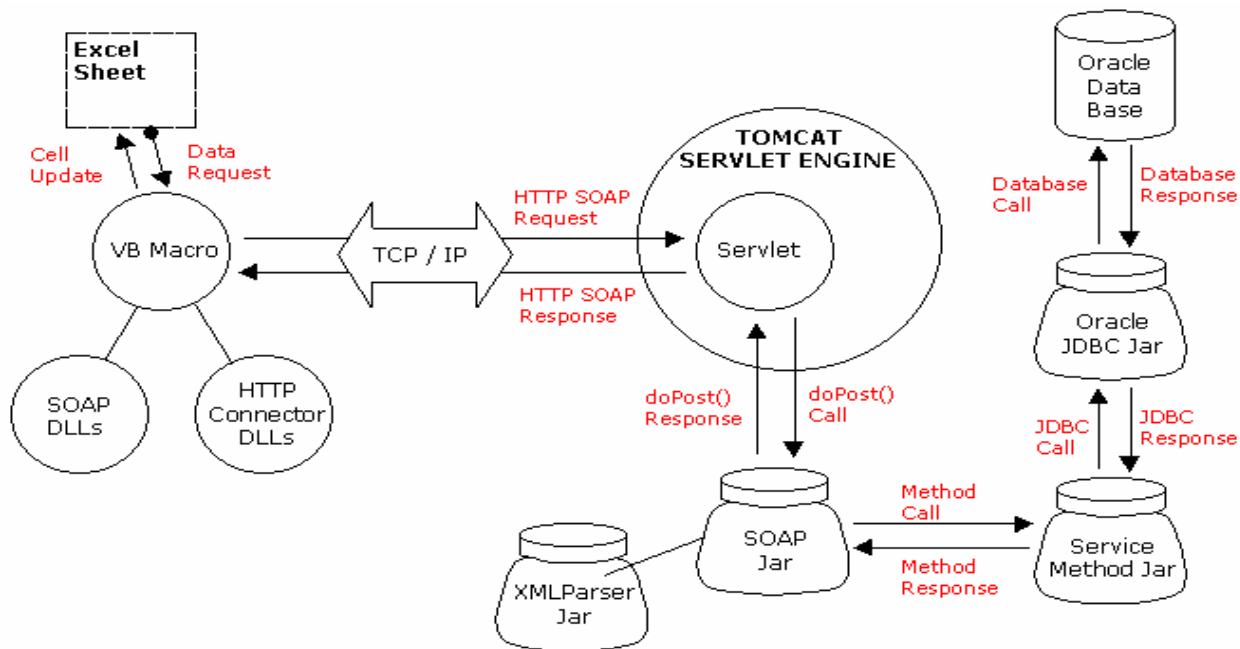 Excel
Sheet
Cell
Update
Data
Request
VB Macro
SOAP
DLLs
HTTP
Connector
DLLs
TCP / IP
HTTP SOAP
Request
HTTP SOAP
Response
TOMCAT
SERVLET ENGINE
Servlet
doPost()
Response
doPost()
Call
XMLParser
Jar
SOAP
Jar
Method
Call
Method
Response
Service
Method Jar
JDBC
Call
JDBC
Response
Oracle
JDBC Jar
Database
Call
Database
Response
Oracle
Data
Base